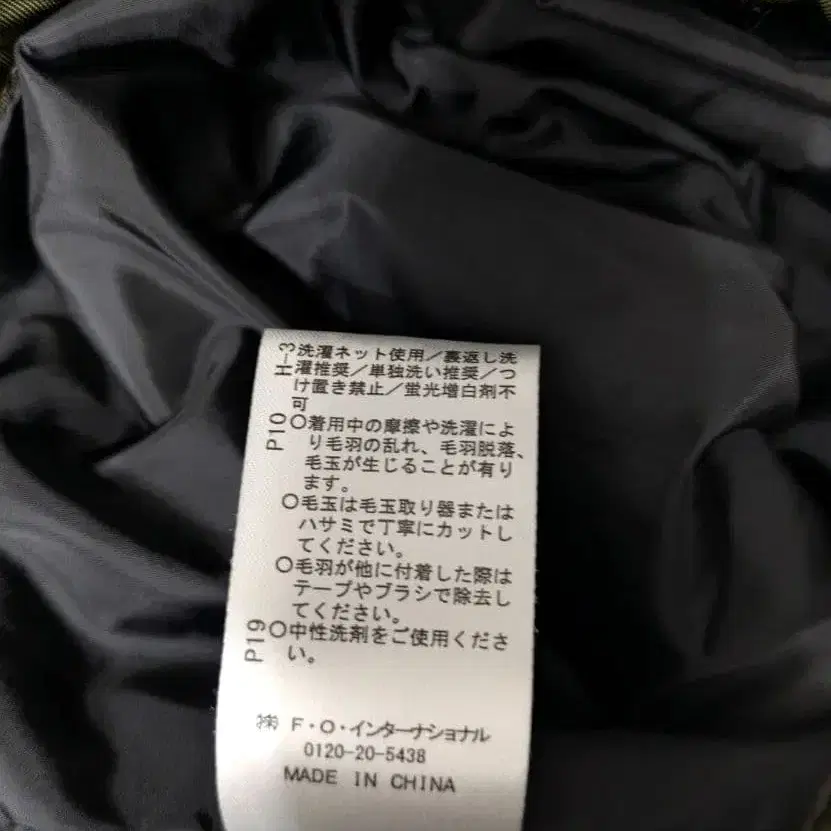 H-3
洗濯ネット使用/裏返し洗
濯推奨/単独洗い推奨/つ
け置き禁止/蛍光増白剤不
可
P10
○着用中の摩擦や洗濯によ
り毛羽の乱れ、毛羽脱落、
毛玉が生じることが有り
ます。
○毛玉は毛玉取り器または
ハサミで丁寧にカットし
てください。
○毛羽が他に付着した際は
テープやブラシで除去し
てください。
P19
○中性洗剤をご使用くださ
い。
㈱ F・O・インターナショナル
0120-20-5438
MADE IN CHINA